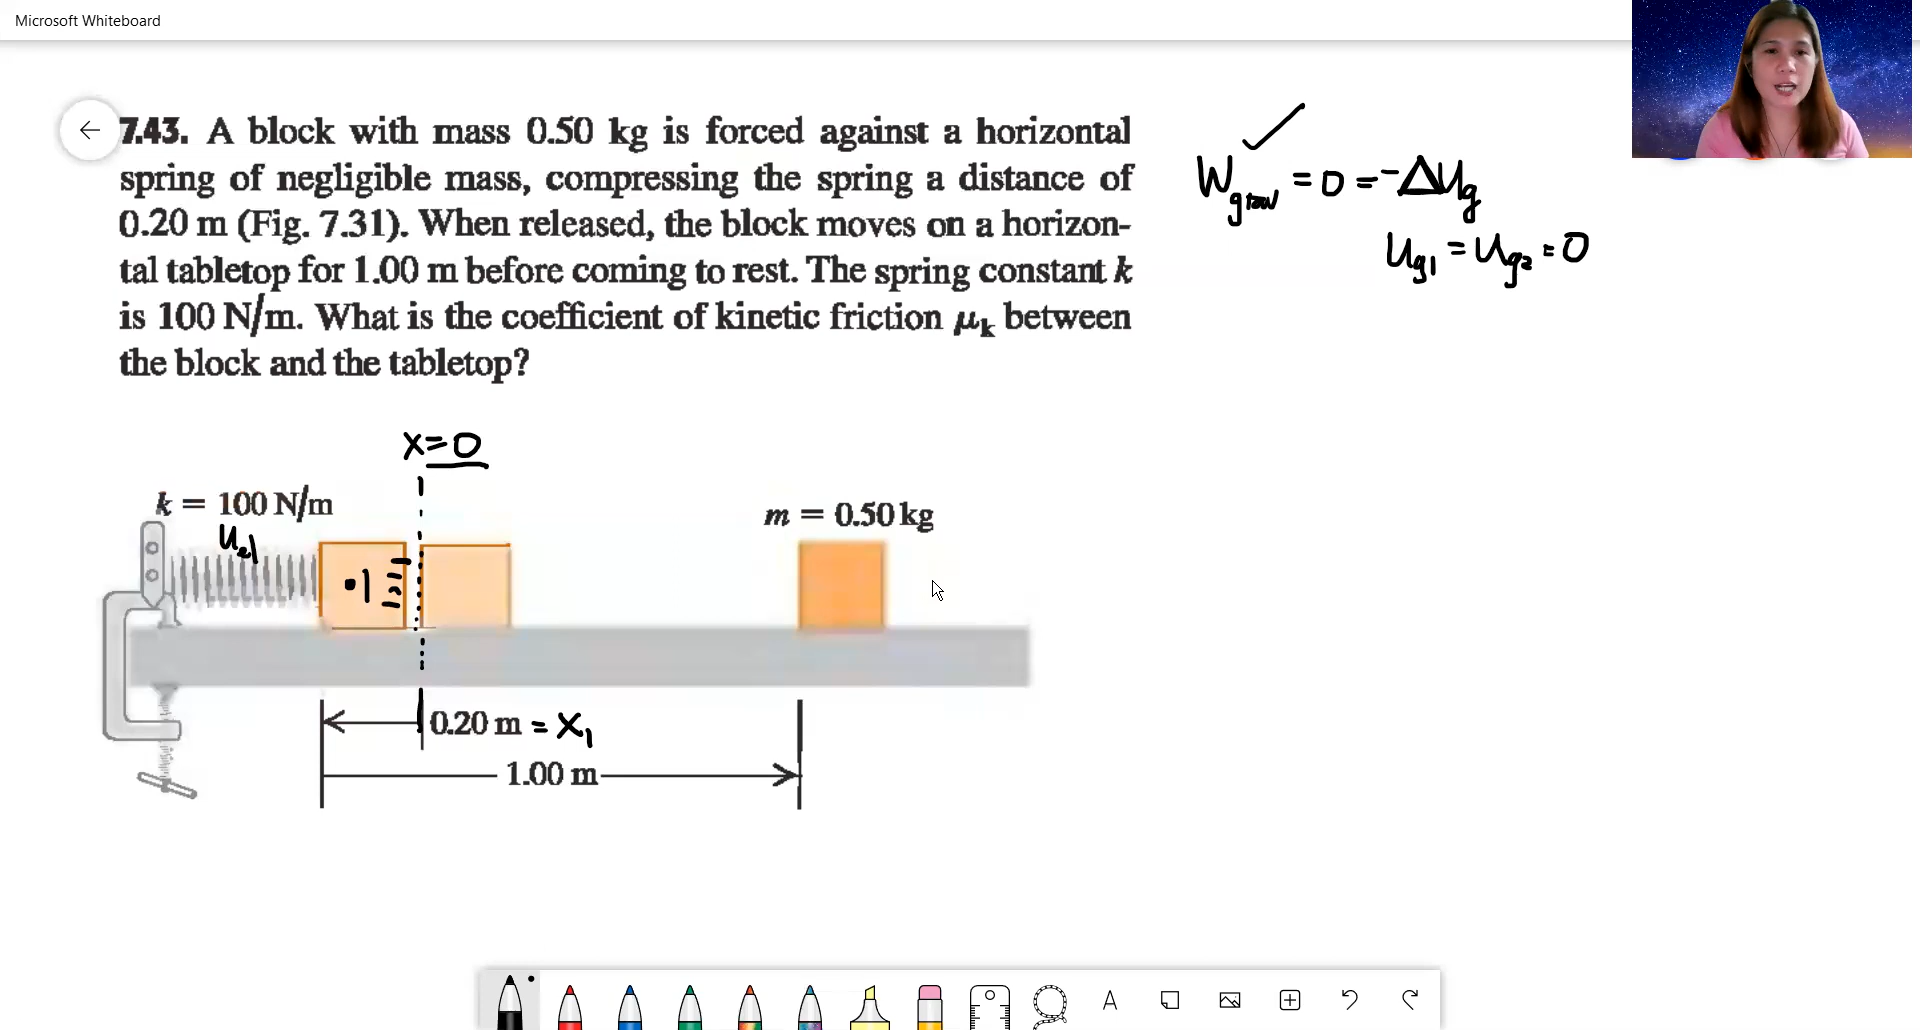 Microsoft Whiteboard
7.43. A block with mass 0.50 kg is forced against a horizontal
spring of negligible mass, compressing the spring a distance of
0.20 m (Fig. 7.31). When released, the block moves on a horizon-
tal tabletop for 1.00 m before coming to rest. The spring constant k
is 100 N/m. What is the coefficient of kinetic friction μk between
the block and the tabletop?
W grav = 0 = -ΔUg
Ug1 = Ug2 = 0
x=0
k = 100 N/m
Uel
m = 0.50 kg
•1
0.20 m = x1
1.00 m
A